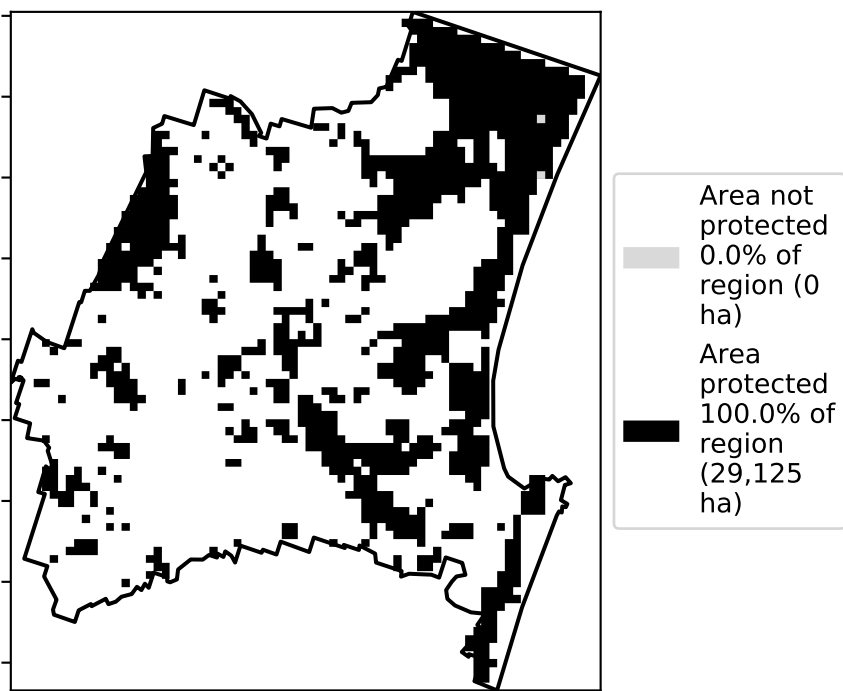 Area not
protected
0.0% of
region (0
ha)
Area
protected
100.0% of
region
(29,125
ha)